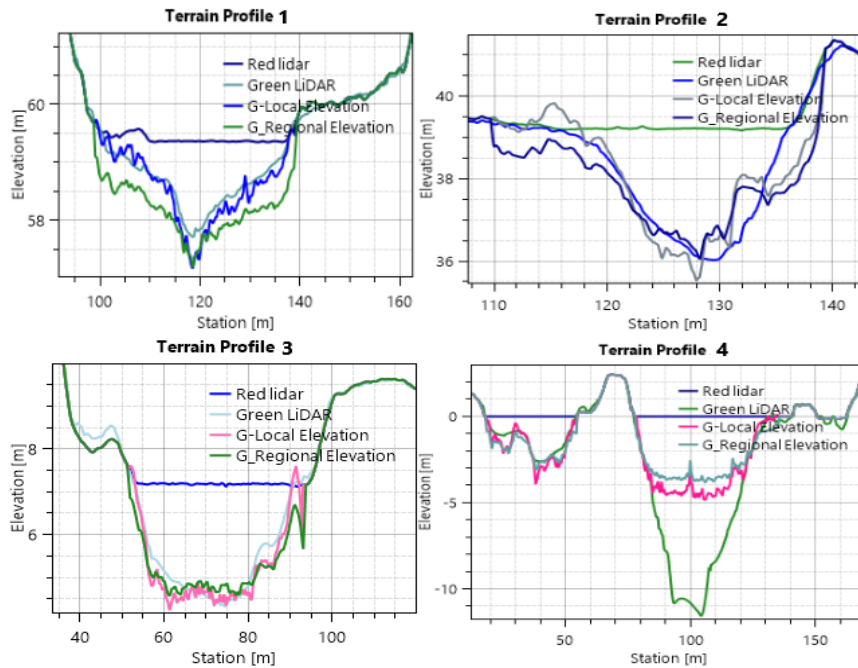 Terrain Profile 1
Red lidar
Green LiDAR
G-Local Elevation
G_Regional Elevation
Elevation [m]
60
58
100
120
140
160
Station [m]
Terrain Profile 2
Red lidar
Green LiDAR
G-Local Elevation
G_Regional Elevation
Elevation [m]
40
38
36
110
120
130
140
Station [m]
Terrain Profile 3
Red lidar
Green LiDAR
G-Local Elevation
G_Regional Elevation
Elevation [m]
8
6
40
60
80
100
Station [m]
Terrain Profile 4
Red lidar
Green LiDAR
G-Local Elevation
G_Regional Elevation
Elevation [m]
0
-5
-10
50
100
150
Station [m]